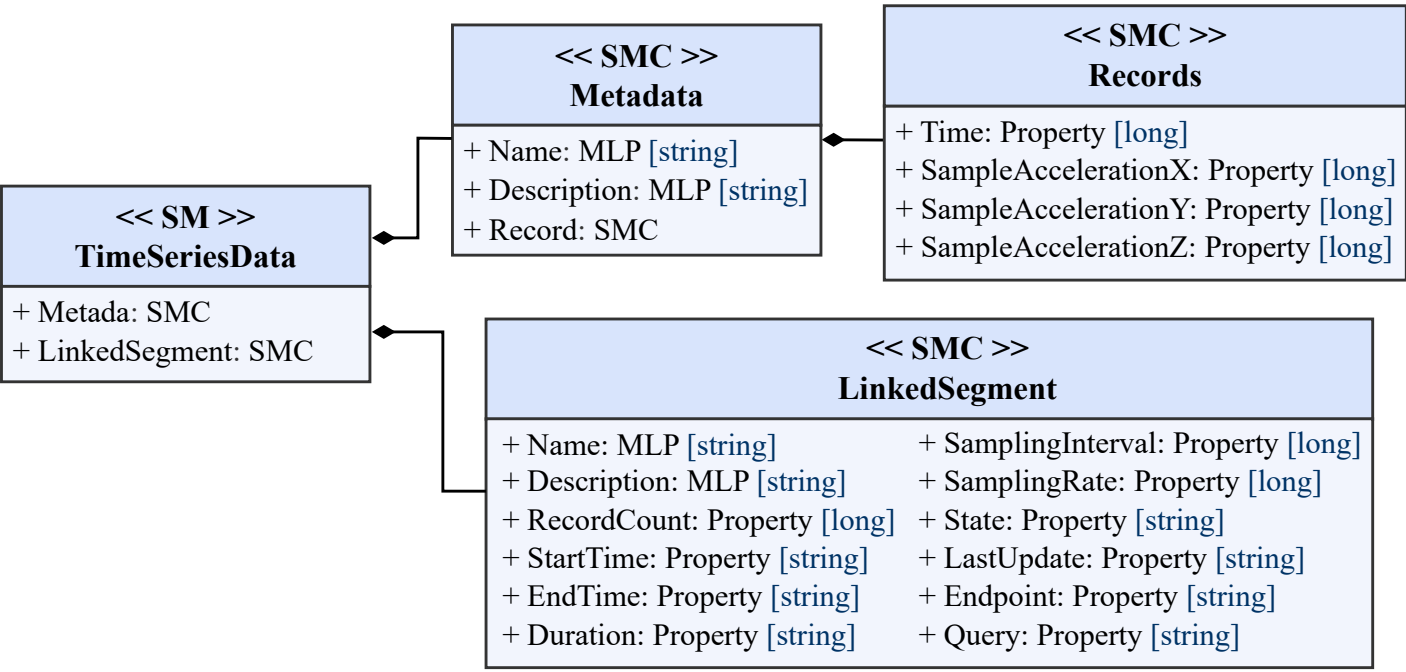 << SM >>
TimeSeriesData
+ Metada: SMC
+ LinkedSegment: SMC
<< SMC >>
Metadata
+ Name: MLP [string]
+ Description: MLP [string]
+ Record: SMC
<< SMC >>
Records
+ Time: Property [long]
+ SampleAccelerationX: Property [long]
+ SampleAccelerationY: Property [long]
+ SampleAccelerationZ: Property [long]
<< SMC >>
LinkedSegment
+ Name: MLP [string]
+ Description: MLP [string]
+ RecordCount: Property [long]
+ StartTime: Property [string]
+ EndTime: Property [string]
+ Duration: Property [string]
+ SamplingInterval: Property [long]
+ SamplingRate: Property [long]
+ State: Property [string]
+ LastUpdate: Property [string]
+ Endpoint: Property [string]
+ Query: Property [string]